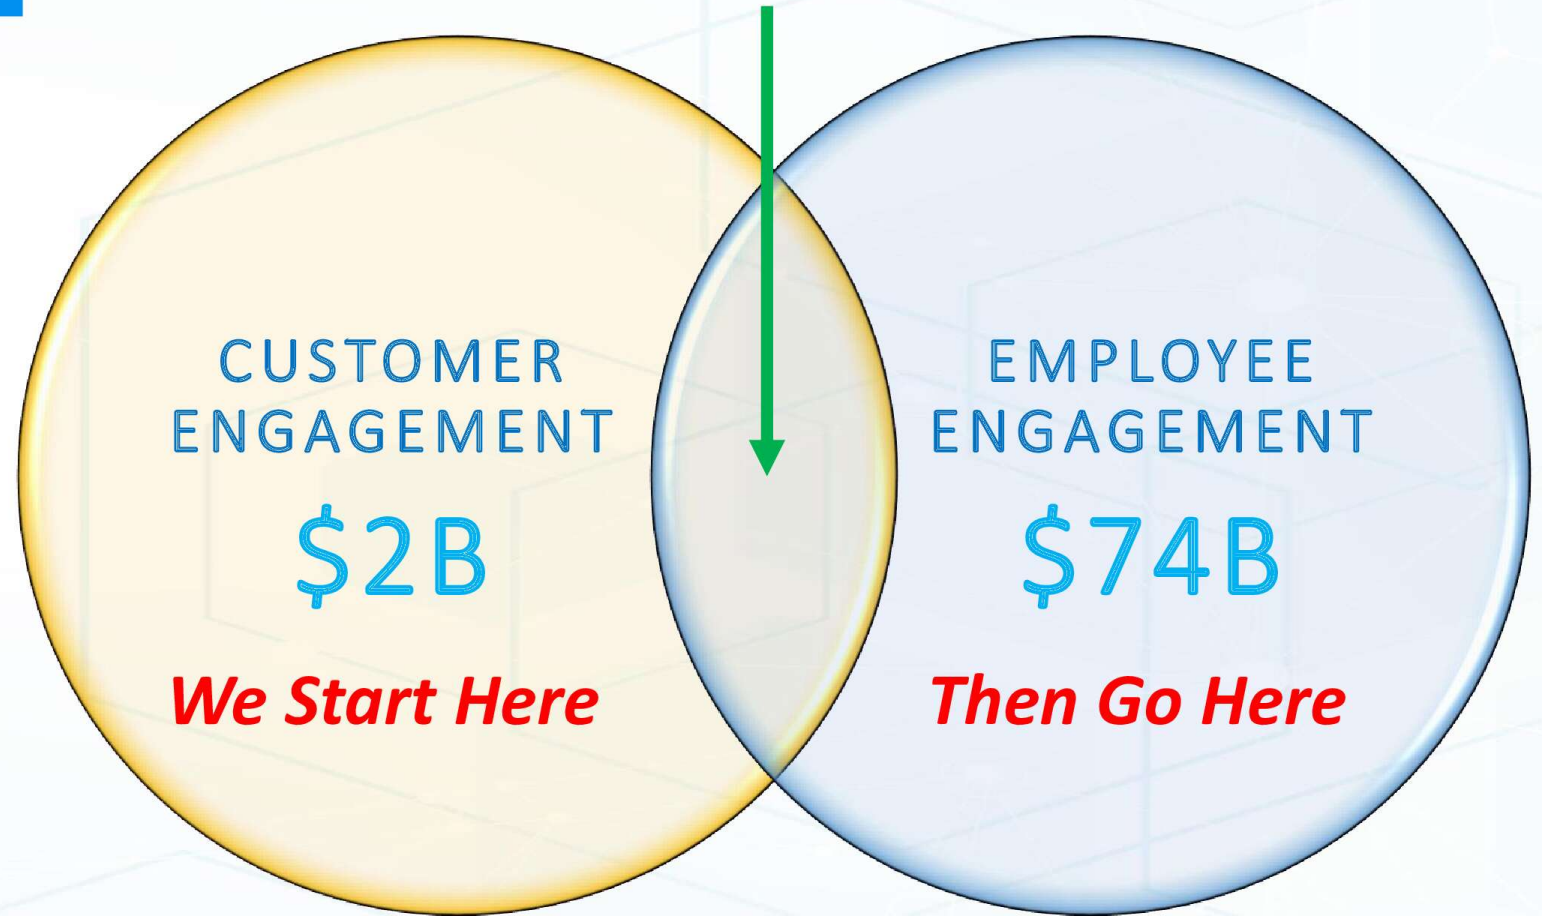 CUSTOMER
ENGAGEMENT
$2B
We Start Here
EMPLOYEE
ENGAGEMENT
$74B
Then Go Here